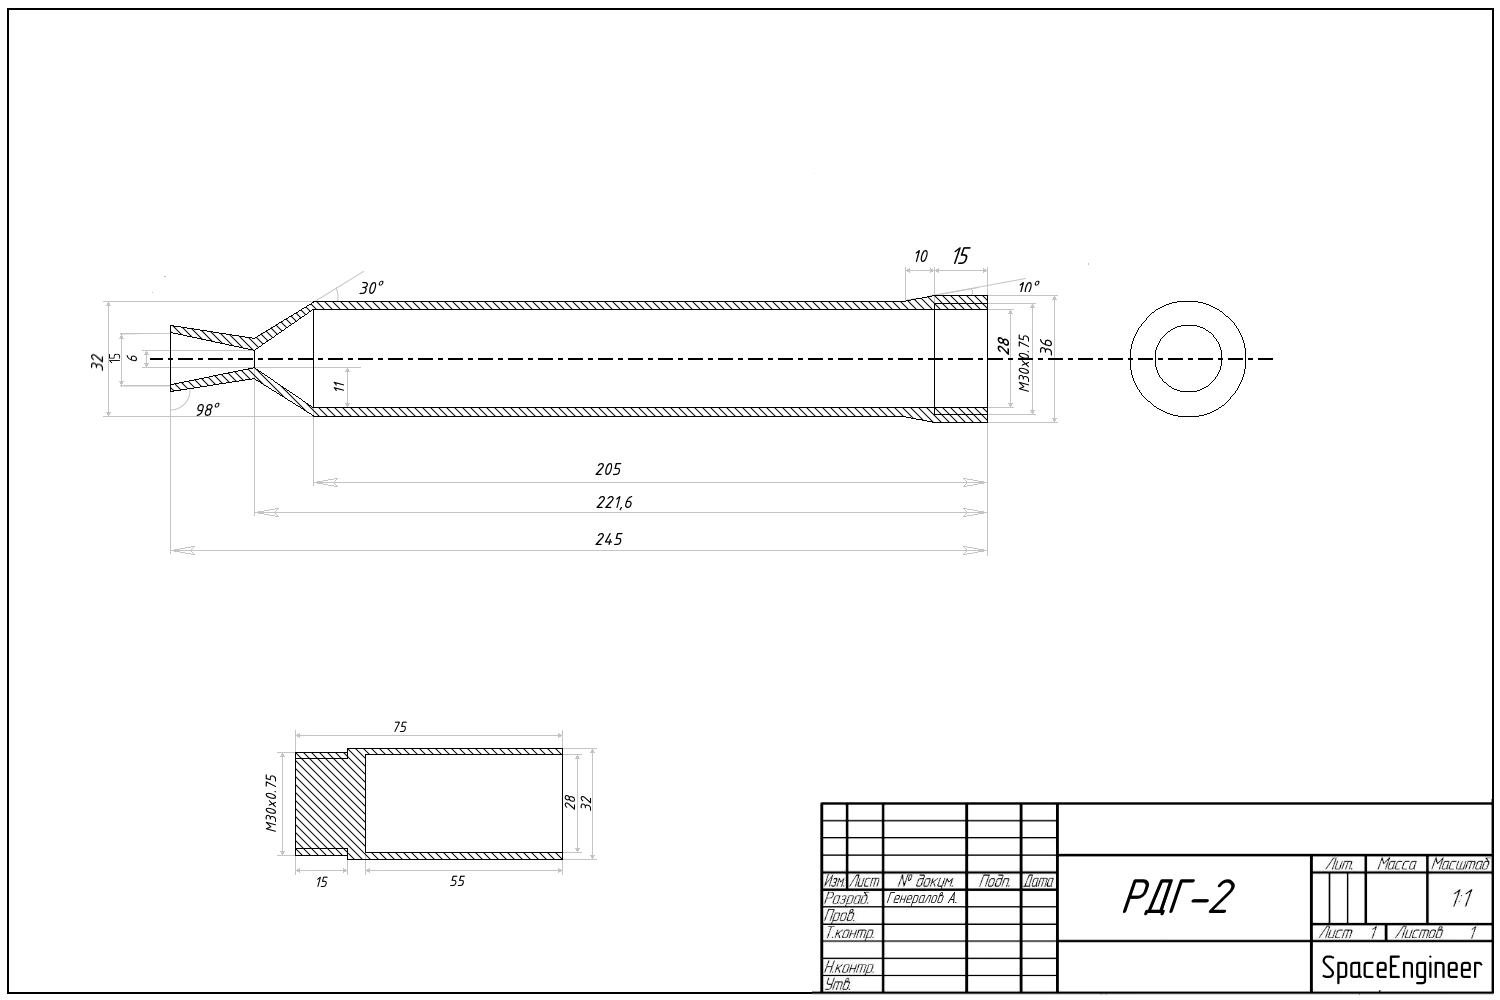 10 15
30° 10°
32 15 6 11 28 M30x0.75 36
98°
205
221,6
245
75
M30x0.75 28 32
15 55
Лит. Масса Масштаб
Изм. Лист № докум. Подп. Дата
Разраб. Генералов А.
РДГ-2
1:1
Пров.
Т.контр.
Лист 1 Листов 1
Н.контр.
Утв.
SpaceEngineer